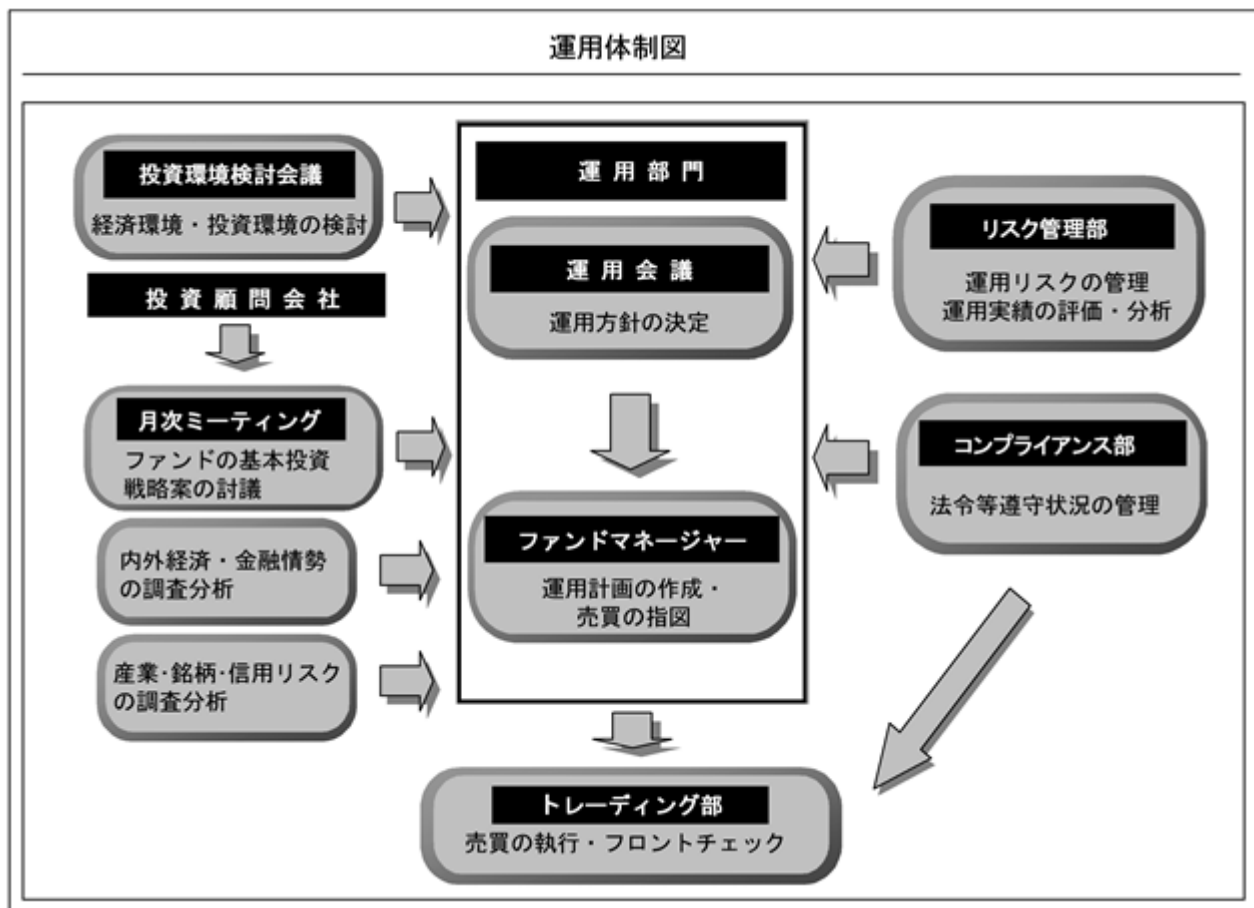 運用体制図
投資環境検討会議
経済環境・投資環境の検討
投資顧問会社
月次ミーティング
ファンドの基本投資
戦略案の討議
内外経済・金融情勢
の調査分析
産業・銘柄・信用リスク
の調査分析
運用部門
運用会議
運用方針の決定
ファンドマネージャー
運用計画の作成・
売買の指図
リスク管理部
運用リスクの管理
運用実績の評価・分析
コンプライアンス部
法令等遵守状況の管理
トレーディング部
売買の執行・フロントチェック